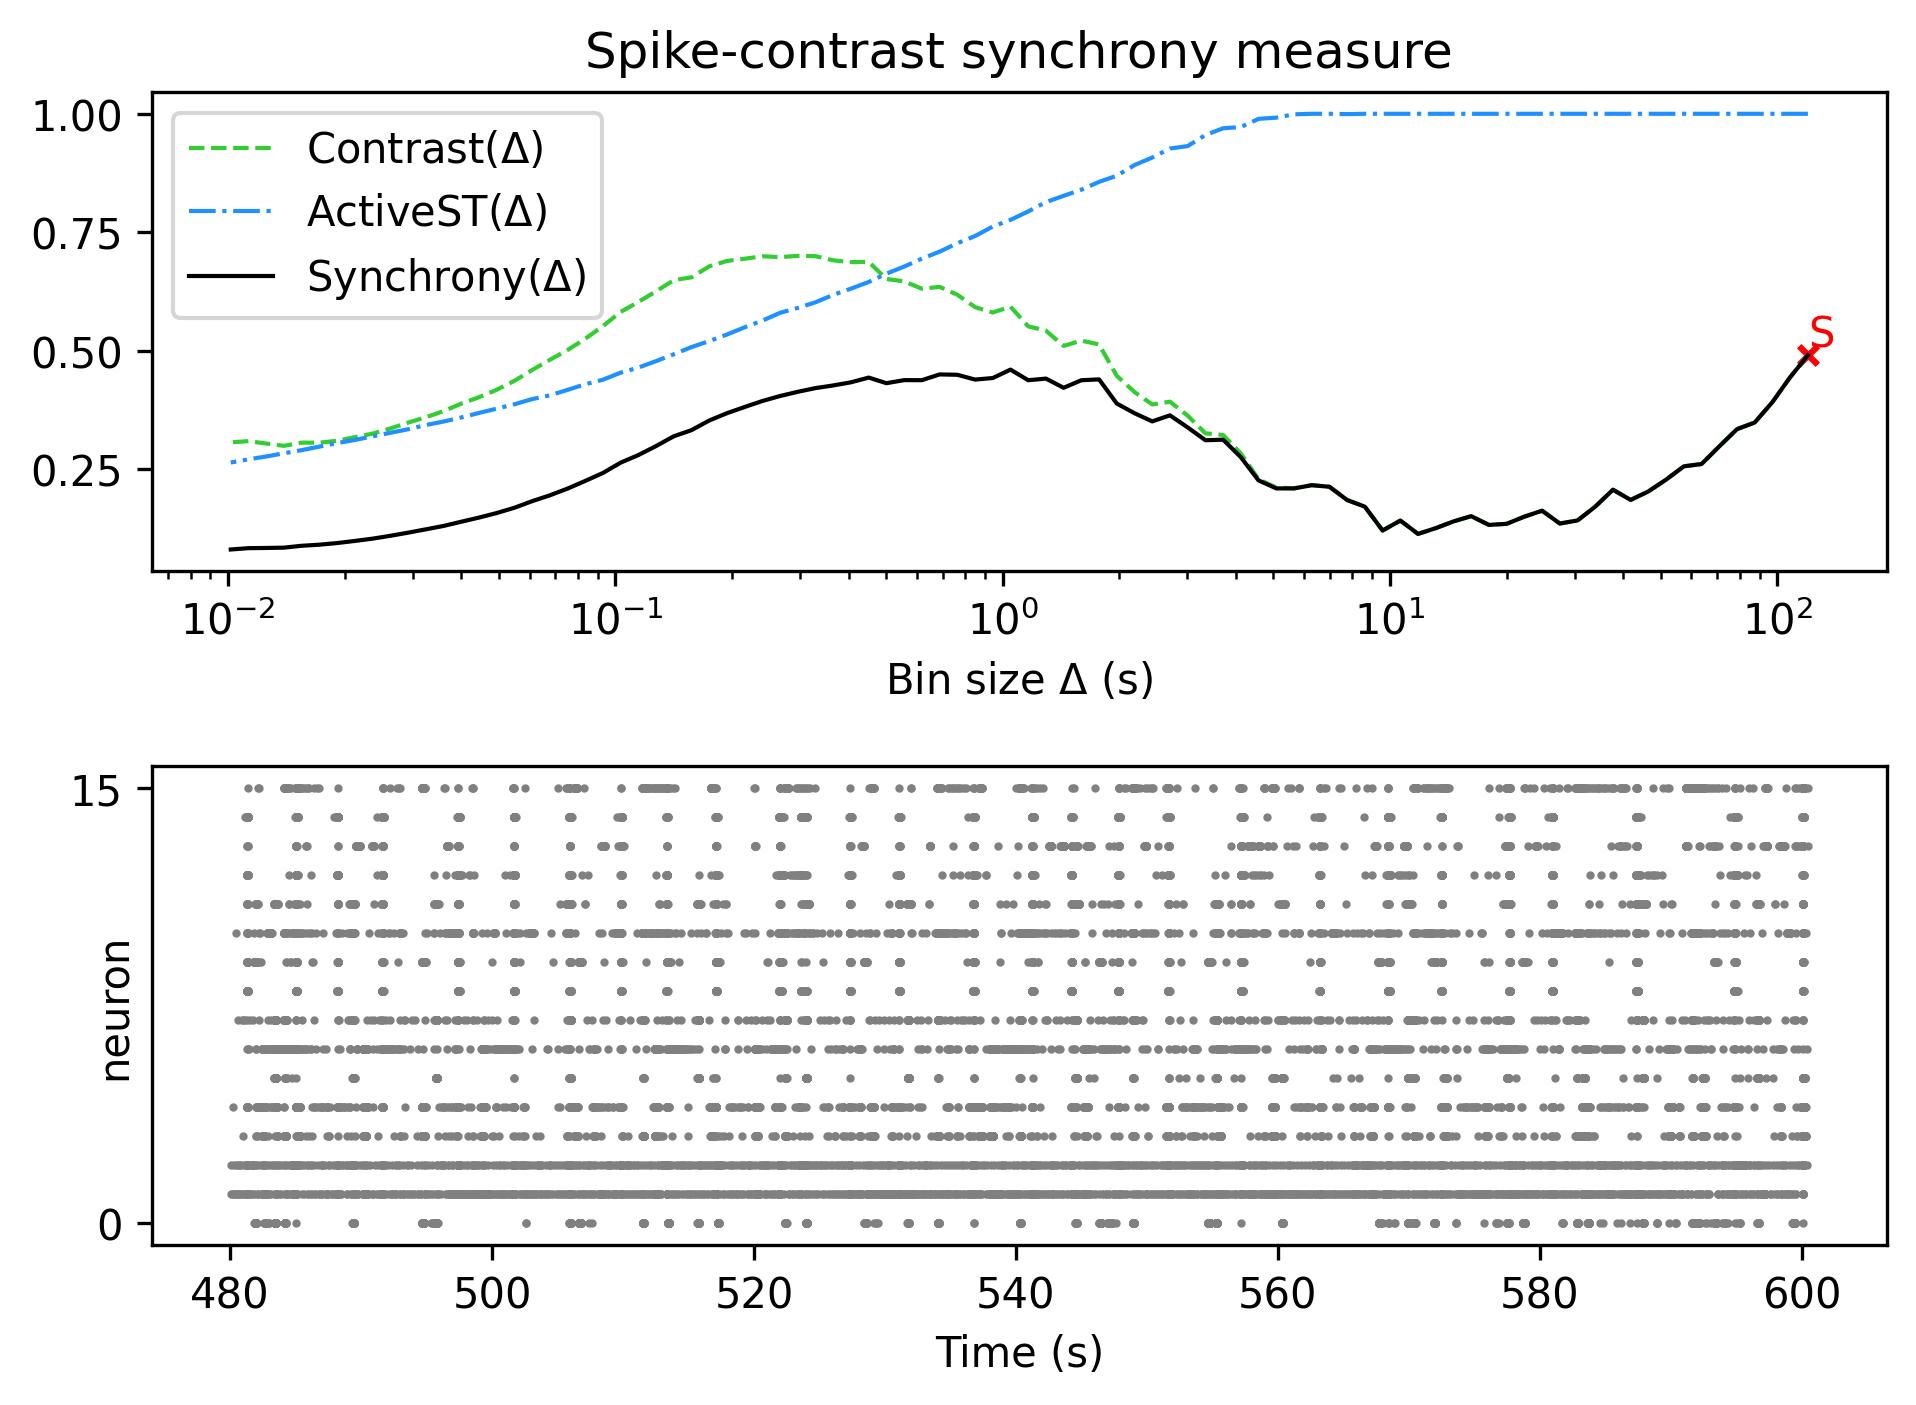 Spike-contrast synchrony measure
1.00
0.75
0.50
0.25
Contrast(Δ)
ActiveST(Δ)
Synchrony(Δ)
S
10⁻² 10⁻¹ 10⁰ 10¹ 10²
Bin size Δ (s)
15
0
neuron
480 500 520 540 560 580 600
Time (s)